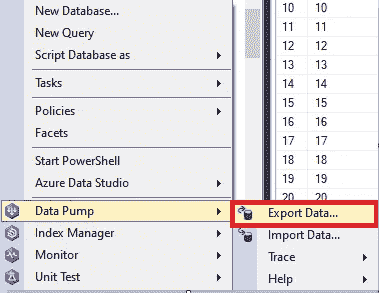 New Database...
New Query
Script Database as
Tasks
Policies
Facets
Start PowerShell
Azure Data Studio
Data Pump
Index Manager
Monitor
Unit Test
Export Data...
Import Data...
Trace
Help
10 10
11 11
12 12
13 13
14 14
15 15
16 16
17 17
18 18
19 19
20 20